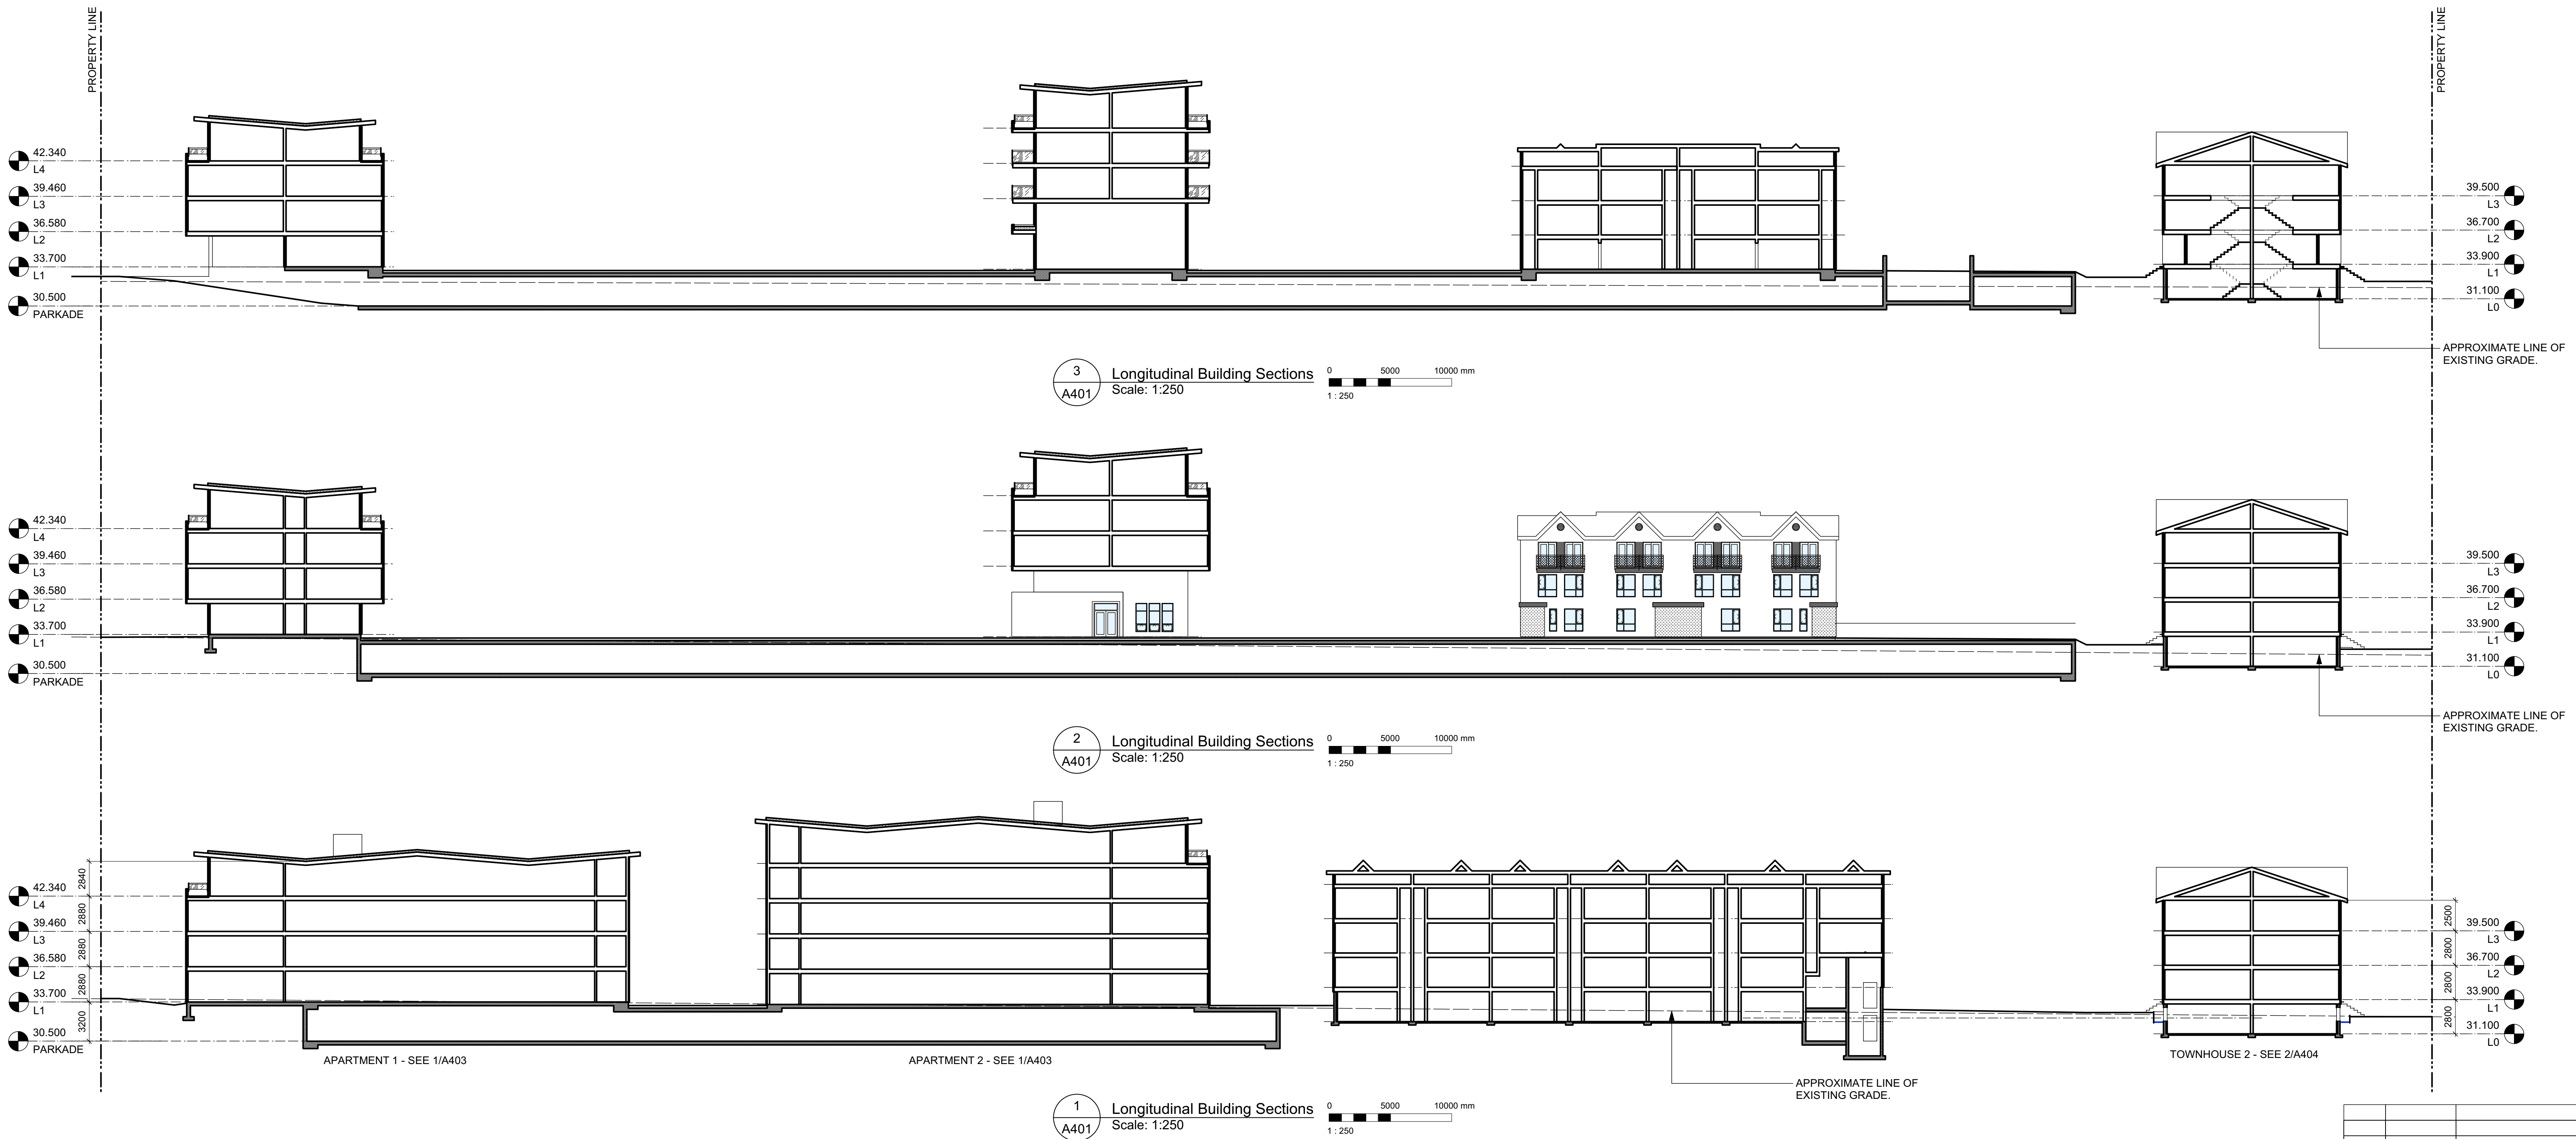 PROPERTY LINE
PROPERTY LINE
42.340
L4
39.460
L3
36.580
L2
33.700
L1
30.500
PARKADE
39.500
L3
36.700
L2
33.900
L1
31.100
L0
APPROXIMATE LINE OF
EXISTING GRADE.
3
A401
Longitudinal Building Sections
Scale: 1:250
0 5000 10000 mm
1 : 250
42.340
L4
39.460
L3
36.580
L2
33.700
L1
30.500
PARKADE
39.500
L3
36.700
L2
33.900
L1
31.100
L0
APPROXIMATE LINE OF
EXISTING GRADE.
2
A401
Longitudinal Building Sections
Scale: 1:250
0 5000 10000 mm
1 : 250
42.340
L4
39.460
L3
36.580
L2
33.700
L1
30.500
PARKADE
2840
2880
2880
2880
3200
2500
2800
2800
2800
39.500
L3
36.700
L2
33.900
L1
31.100
L0
APARTMENT 1 - SEE 1/A403
APARTMENT 2 - SEE 1/A403
TOWNHOUSE 2 - SEE 2/A404
APPROXIMATE LINE OF
EXISTING GRADE.
1
A401
Longitudinal Building Sections
Scale: 1:250
0 5000 10000 mm
1 : 250